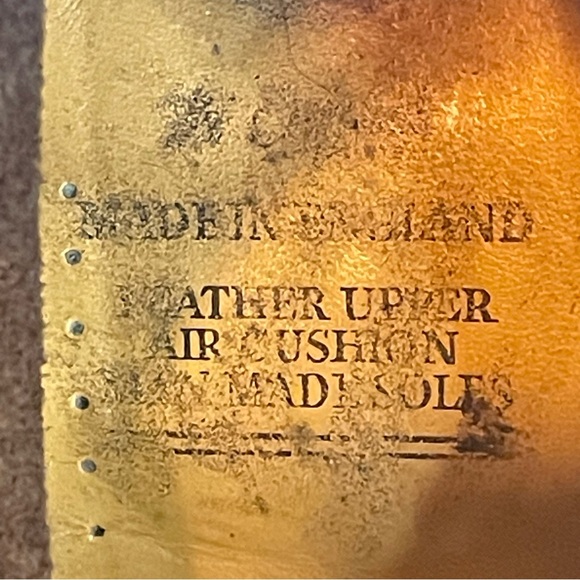 MADE IN ENGLAND
LEATHER UPPER
AIR CUSHION
MAN MADE SOLES